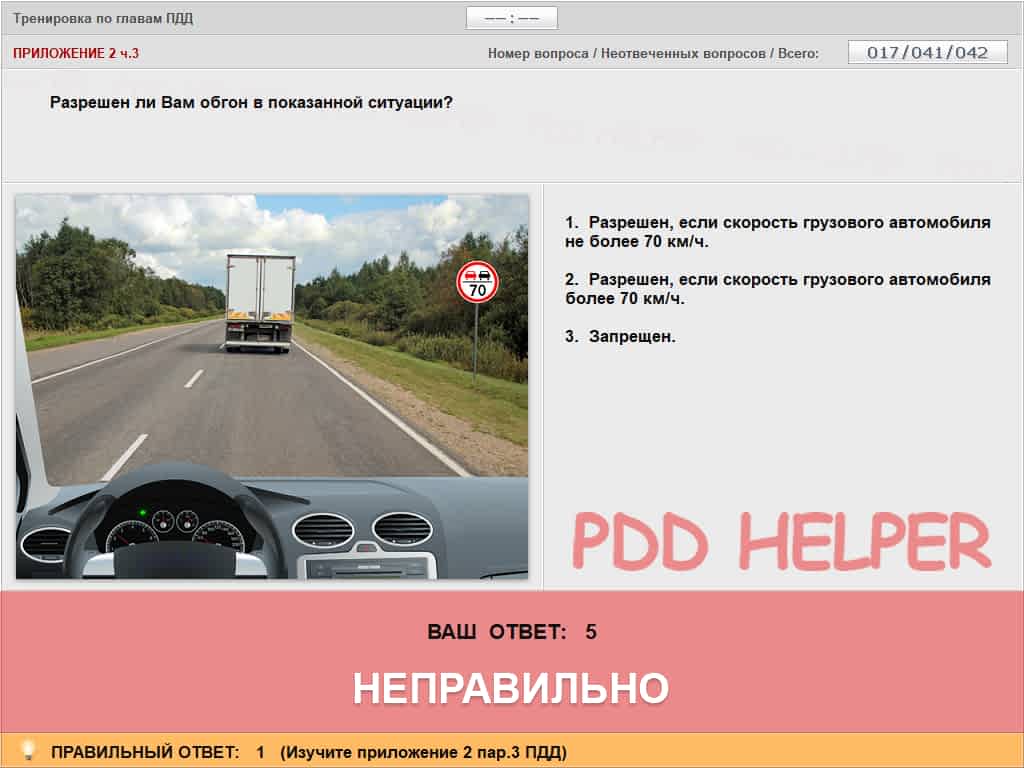 Тренировка по главам ПДД
—— : ——
ПРИЛОЖЕНИЕ 2 ч.3
Номер вопроса / Неотвеченных вопросов / Всего: 017/041/042
Разрешен ли Вам обгон в показанной ситуации?
70
1. Разрешен, если скорость грузового автомобиля
не более 70 км/ч.
2. Разрешен, если скорость грузового автомобиля
более 70 км/ч.
3. Запрещен.
PDD HELPER
ВАШ ОТВЕТ: 5
НЕПРАВИЛЬНО
ПРАВИЛЬНЫЙ ОТВЕТ: 1 (Изучите приложение 2 пар.3 ПДД)